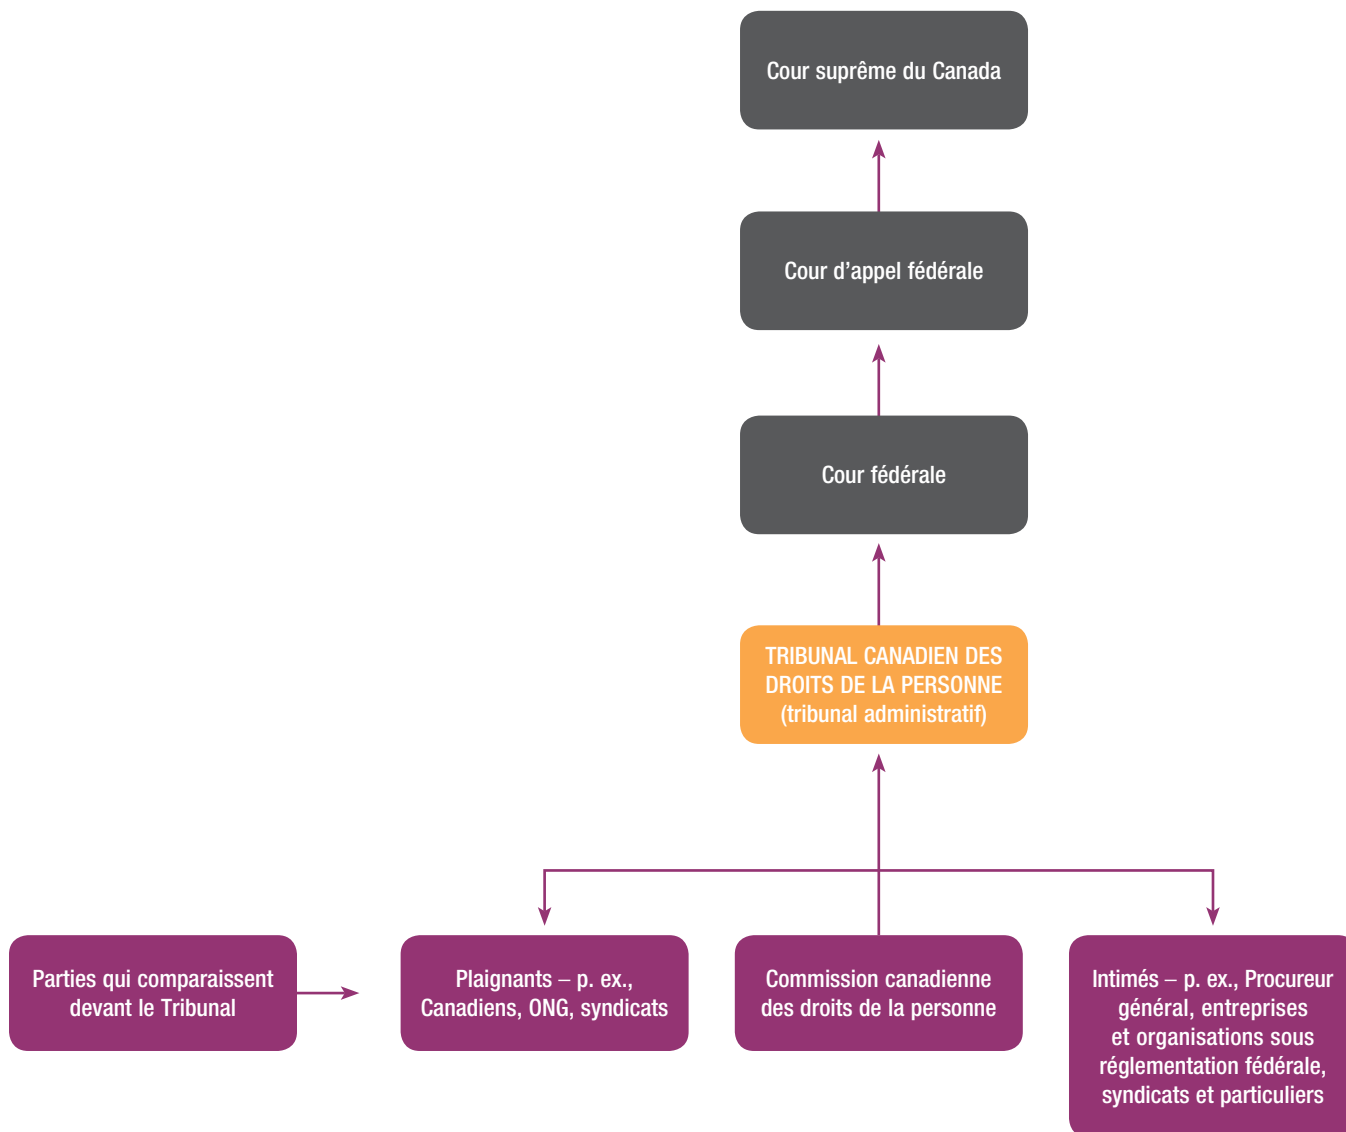 Cour suprême du Canada
Cour d’appel fédérale
Cour fédérale
TRIBUNAL CANADIEN DES
DROITS DE LA PERSONNE
(tribunal administratif)
Parties qui comparaissent
devant le Tribunal
Plaignants – p. ex.,
Canadiens, ONG, syndicats
Commission canadienne
des droits de la personne
Intimés – p. ex., Procureur
général, entreprises
et organisations sous
réglementation fédérale,
syndicats et particuliers